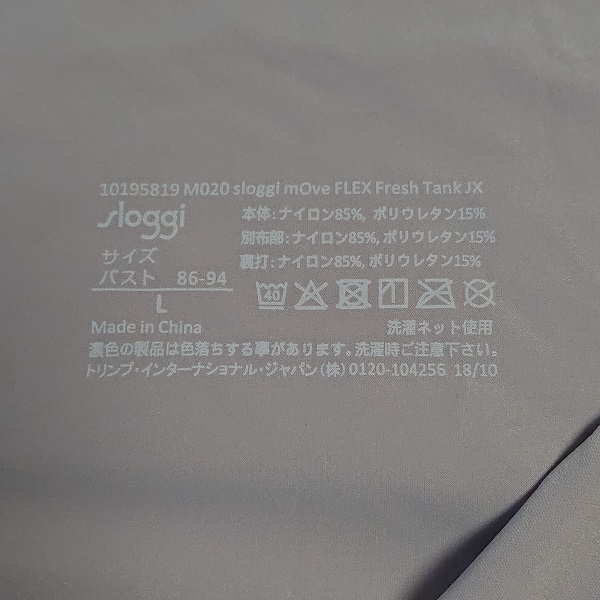 10195819 M020 sloggi mOve FLEX Fresh Tank JX
sloggi
本体:ナイロン85%, ポリウレタン15%
別布部:ナイロン85%, ポリウレタン15%
裏打:ナイロン85%, ポリウレタン15%
サイズ
バスト 86-94
L
40
Made in China
洗濯ネット使用
濃色の製品は色落ちする事があります。洗濯時ご注意下さい。
トリンプ・インターナショナル・ジャパン(株) 0120-104256 18/10